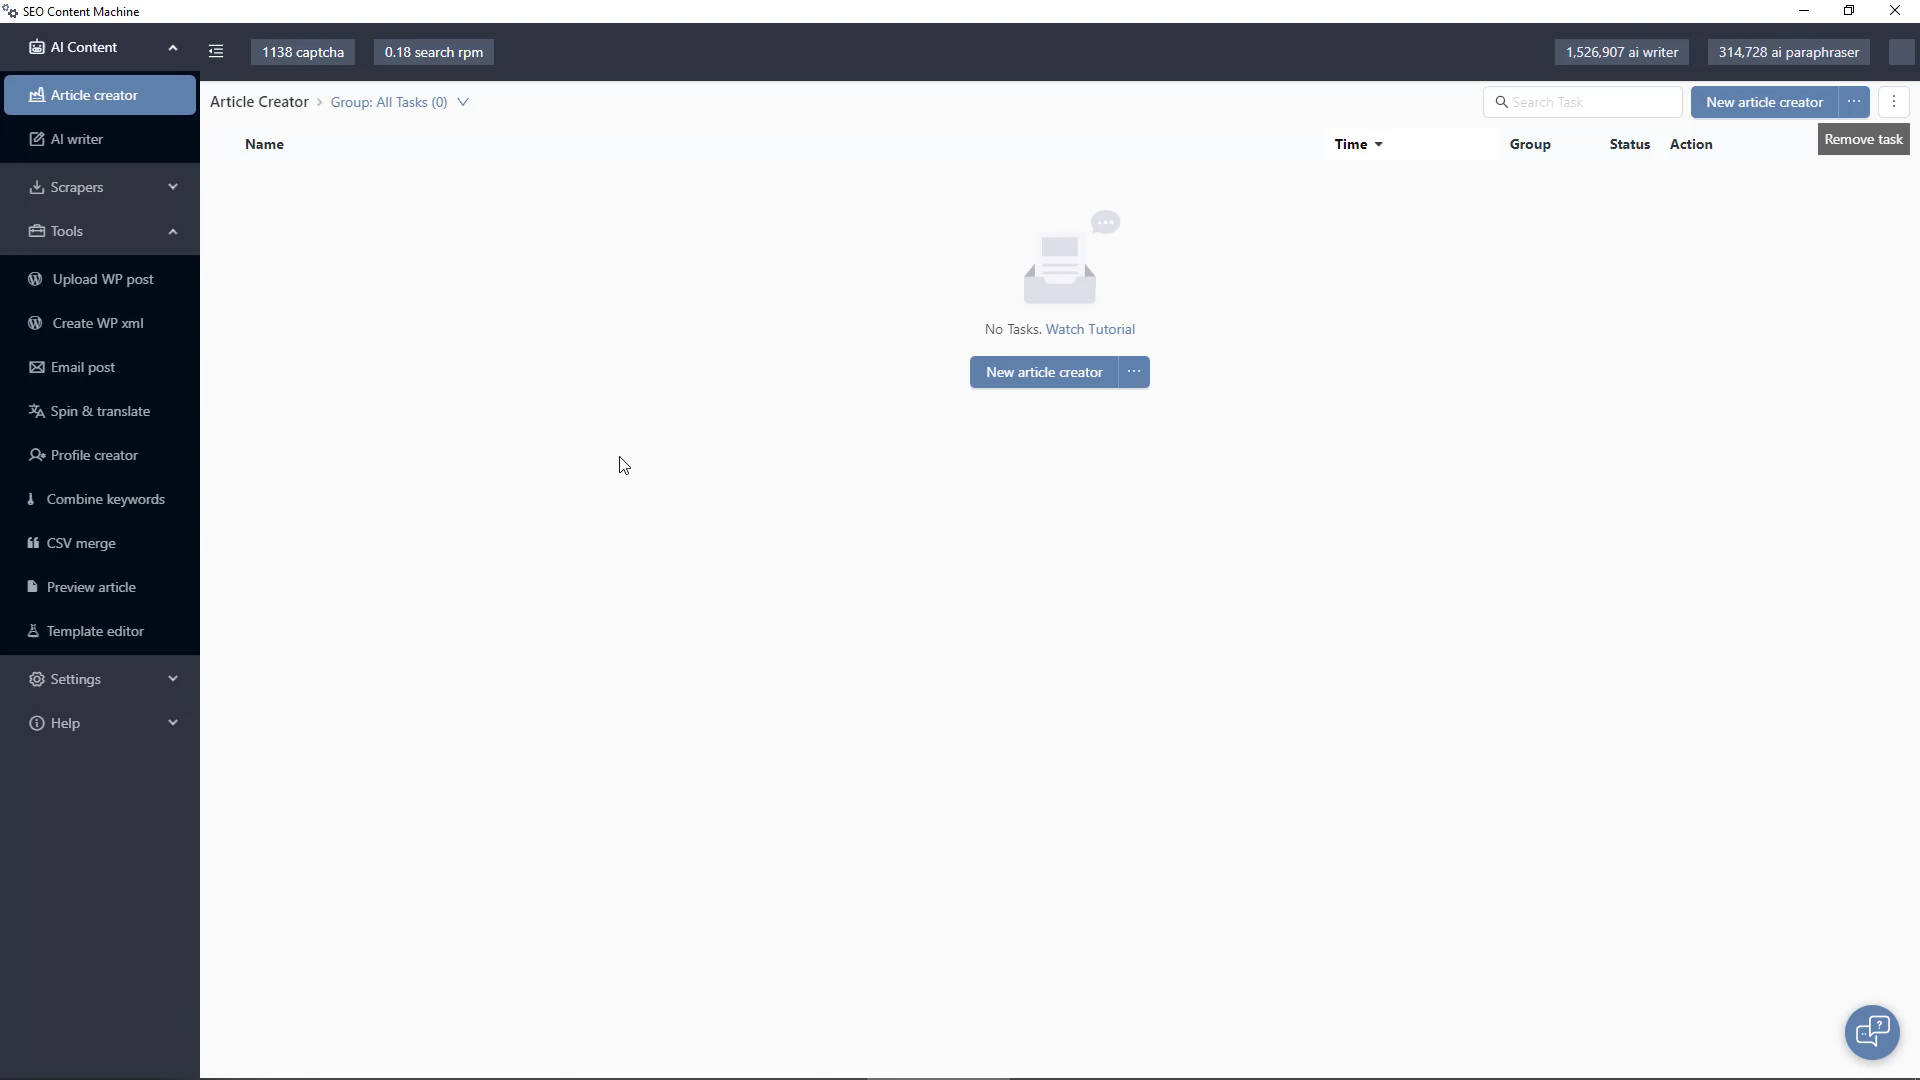 SEO Content Machine
AI Content
1138 captcha
0.18 search rpm
1,526,907 ai writer
314,728 ai paraphraser
Article creator
Article Creator > Group: All Tasks (0)
Search Task
New article creator
Remove task
AI writer
Name
Time
Group
Status
Action
Scrapers
Tools
Upload WP post
Create WP xml
Email post
Spin & translate
Profile creator
Combine keywords
CSV merge
Preview article
Template editor
Settings
Help
No Tasks. Watch Tutorial
New article creator